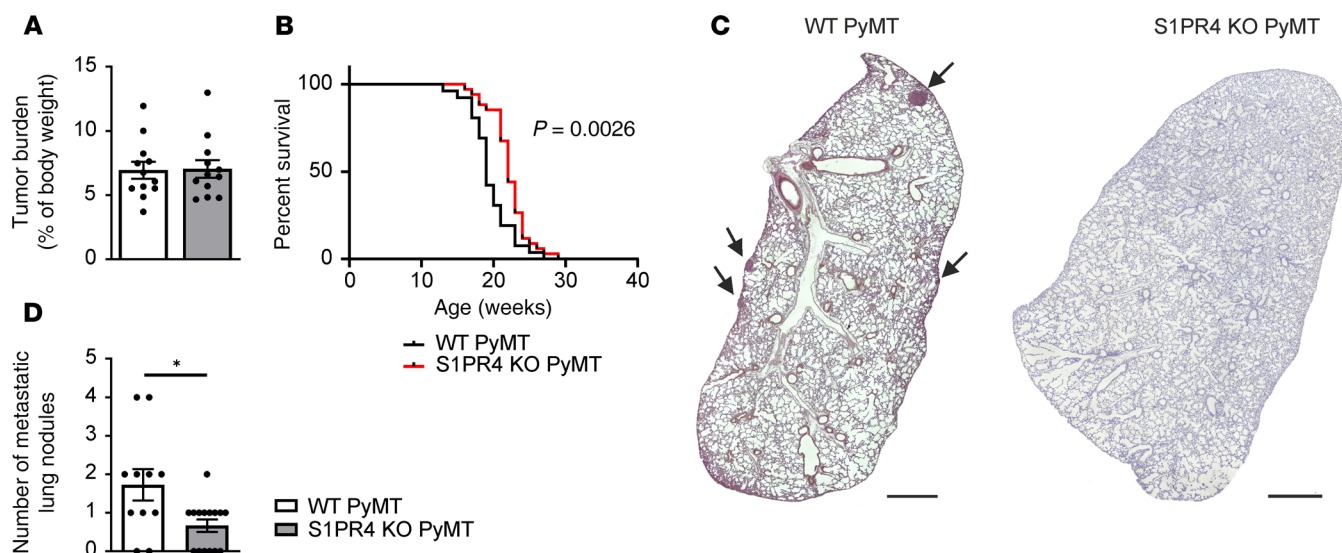 A
Tumor burden
(% of body weight)
15
10
5
0
B
Percent survival
100
50
0
P = 0.0026
0
10
20
30
40
Age (weeks)
WT PyMT
S1PR4 KO PyMT
C
WT PyMT
S1PR4 KO PyMT
D
Number of metastatic
lung nodules
5
4
3
2
1
0
*
WT PyMT
S1PR4 KO PyMT